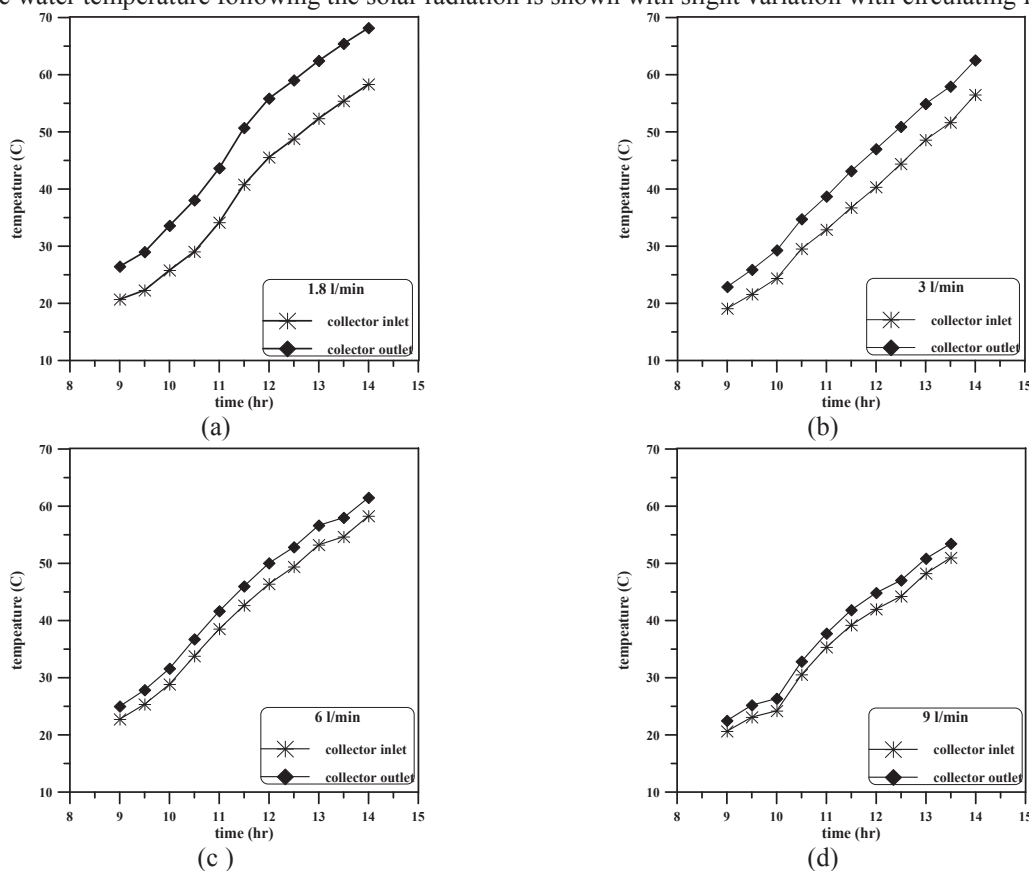 water temperature following the solar radiation is shown with slight variation with circulating
70
60
50
40
30
20
10
tempeature (C)
1.8 l/min
collector inlet
colector outlet
8 9 10 11 12 13 14 15
time (hr)
(a)
70
60
50
40
30
20
10
tempeature (C)
3 l/min
collector inlet
collector outlet
8 9 10 11 12 13 14 15
time (hr)
(b)
70
60
50
40
30
20
10
tempeature (C)
6 l/min
collector inlet
collector outlet
8 9 10 11 12 13 14 15
time (hr)
(c )
70
60
50
40
30
20
10
tempeature (C)
9 l/min
collector inlet
collector outlet
8 9 10 11 12 13 14 15
time (hr)
(d)